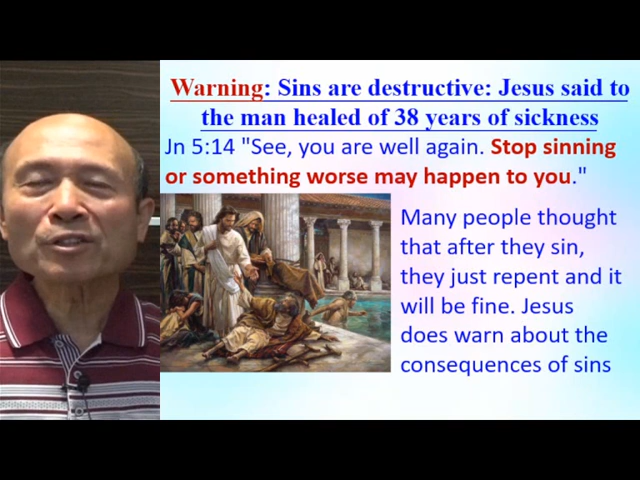 Warning: Sins are destructive: Jesus said to
the man healed of 38 years of sickness
Jn 5:14 "See, you are well again. Stop sinning
or something worse may happen to you."
Many people thought
that after they sin,
they just repent and it
will be fine. Jesus
does warn about the
consequences of sins